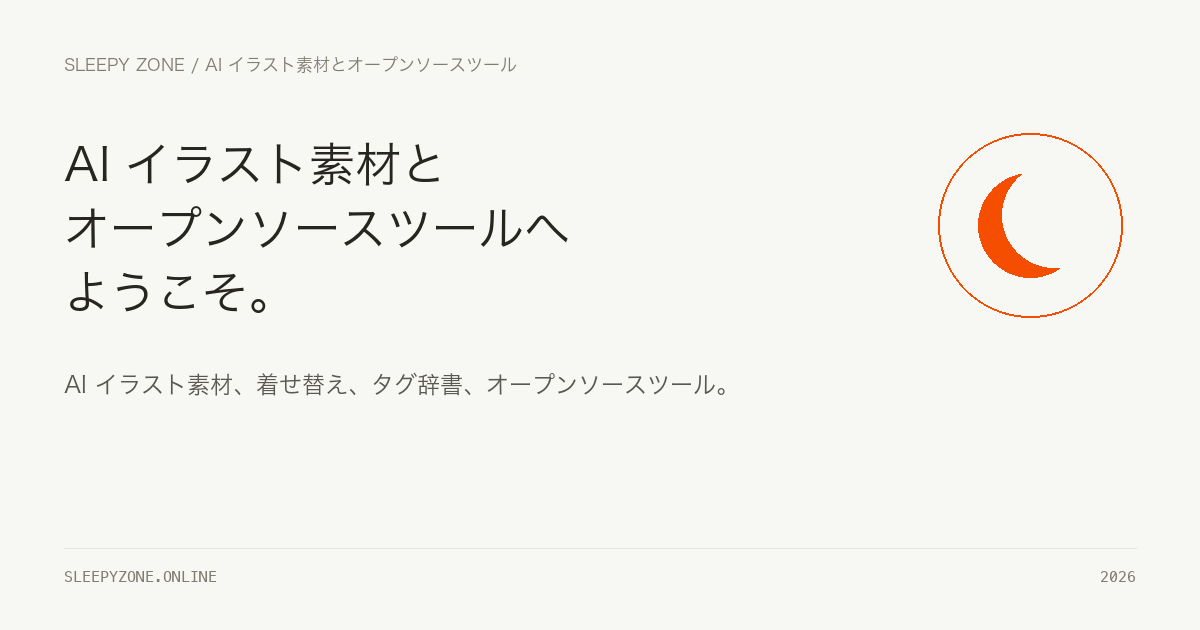 SLEEPY ZONE / AI イラスト素材とオープンソースツール
AI イラスト素材と
オープンソースツールへ
ようこそ。
AI イラスト素材、着せ替え、タグ辞書、オープンソースツール。
SLEEPYZONE.ONLINE
2026